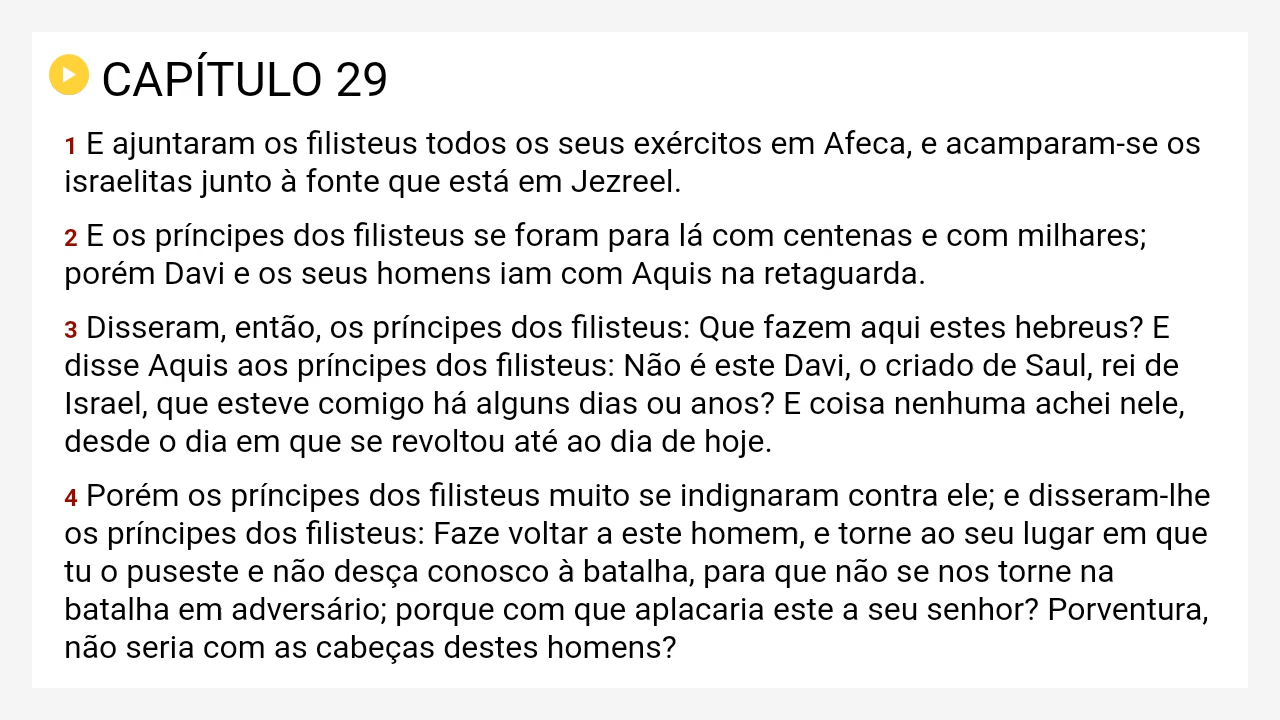 CAPÍTULO 29
1 E ajuntaram os filisteus todos os seus exércitos em Afeca, e acamparam-se os
israelitas junto à fonte que está em Jezreel.
2 E os príncipes dos filisteus se foram para lá com centenas e com milhares;
porém Davi e os seus homens iam com Aquis na retaguarda.
3 Disseram, então, os príncipes dos filisteus: Que fazem aqui estes hebreus? E
disse Aquis aos príncipes dos filisteus: Não é este Davi, o criado de Saul, rei de
Israel, que esteve comigo há alguns dias ou anos? E coisa nenhuma achei nele,
desde o dia em que se revoltou até ao dia de hoje.
4 Porém os príncipes dos filisteus muito se indignaram contra ele; e disseram-lhe
os príncipes dos filisteus: Faze voltar a este homem, e torne ao seu lugar em que
tu o puseste e não desça conosco à batalha, para que não se nos torne na
batalha em adversário; porque com que aplacaria este a seu senhor? Porventura,
não seria com as cabeças destes homens?